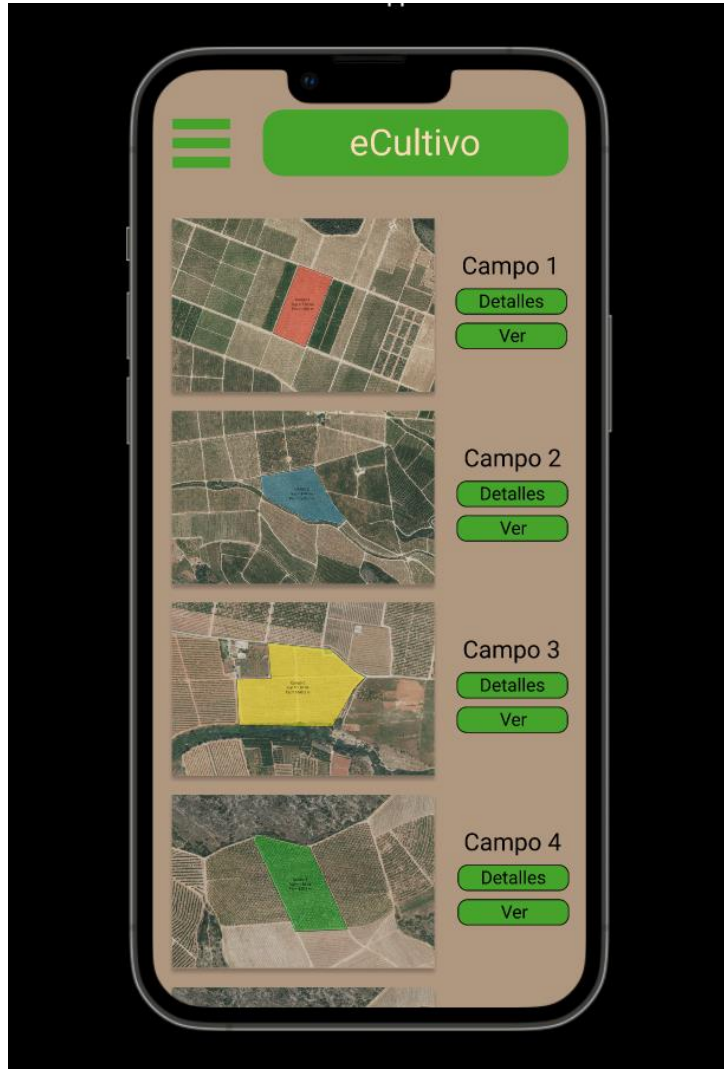 eCultivo
Campo 1
Detalles
Ver
Campo 2
Detalles
Ver
Campo 3
Detalles
Ver
Campo 4
Detalles
Ver